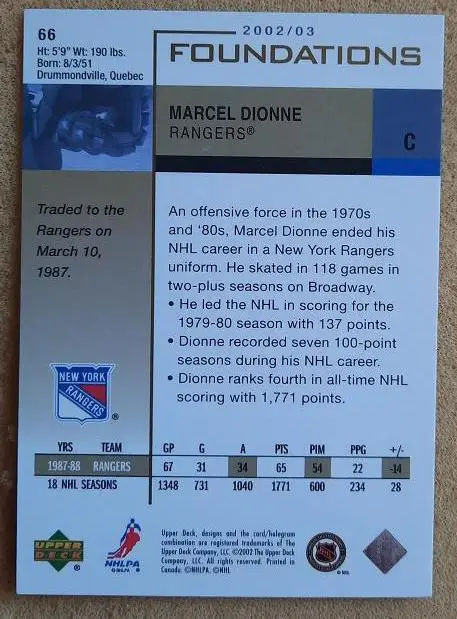 66
Ht: 5'9" Wt: 190 lbs.
Born: 8/3/51
Drummondville, Quebec
2002/03
FOUNDATIONS
MARCEL DIONNE
RANGERS®
C
Traded to the
Rangers on
March 10,
1987.
An offensive force in the 1970s
and '80s, Marcel Dionne ended his
NHL career in a New York Rangers
uniform. He skated in 118 games in
two-plus seasons on Broadway.
• He led the NHL in scoring for the
1979-80 season with 137 points.
• Dionne recorded seven 100-point
seasons during his NHL career.
• Dionne ranks fourth in all-time NHL
scoring with 1,771 points.
NEW YORK
RANGERS
®
YRS TEAM GP G A PTS PIM PPG +/-
1987-88 RANGERS 67 31 34 65 54 22 -14
18 NHL SEASONS 1348 731 1040 1771 600 234 28
UPPER
DECK
®
NHLPA
Upper Deck, designs and the card/hologram
combination are registered trademarks of The
Upper Deck Company, LLC. ©2002 The Upper Deck
Company, LLC. All rights reserved. Printed in
Canada. ©NHLPA. ©NHL